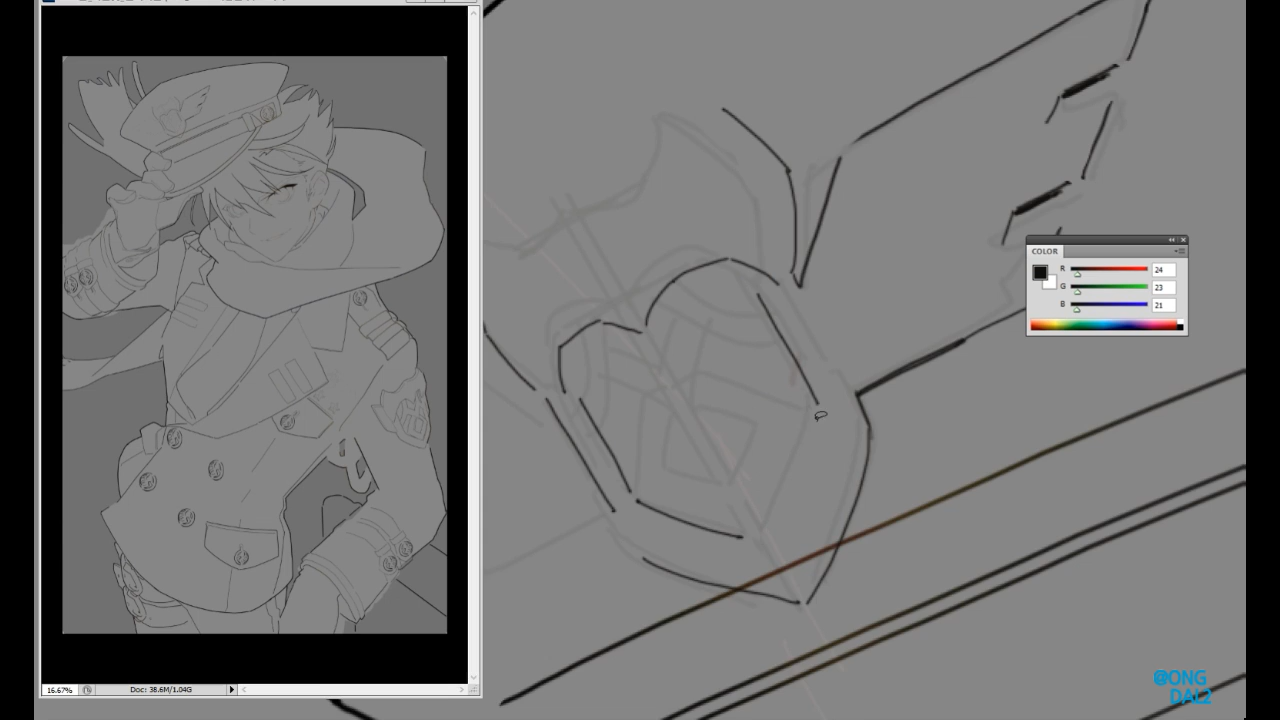 COLOR
R 24
G 23
B 21
16.67%
Doc: 38.6M/1.04G
@ONG
DAL2